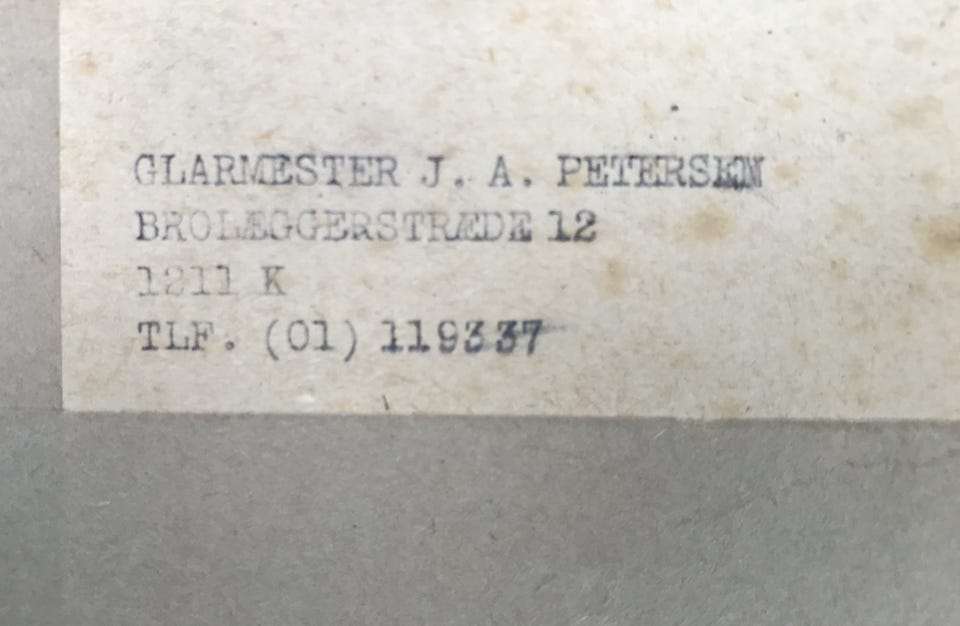 GLARMESTER J. A. PETERSEN
BROLÆGGERSTRÆDE 12
1211 K
TLF. (01) 119337